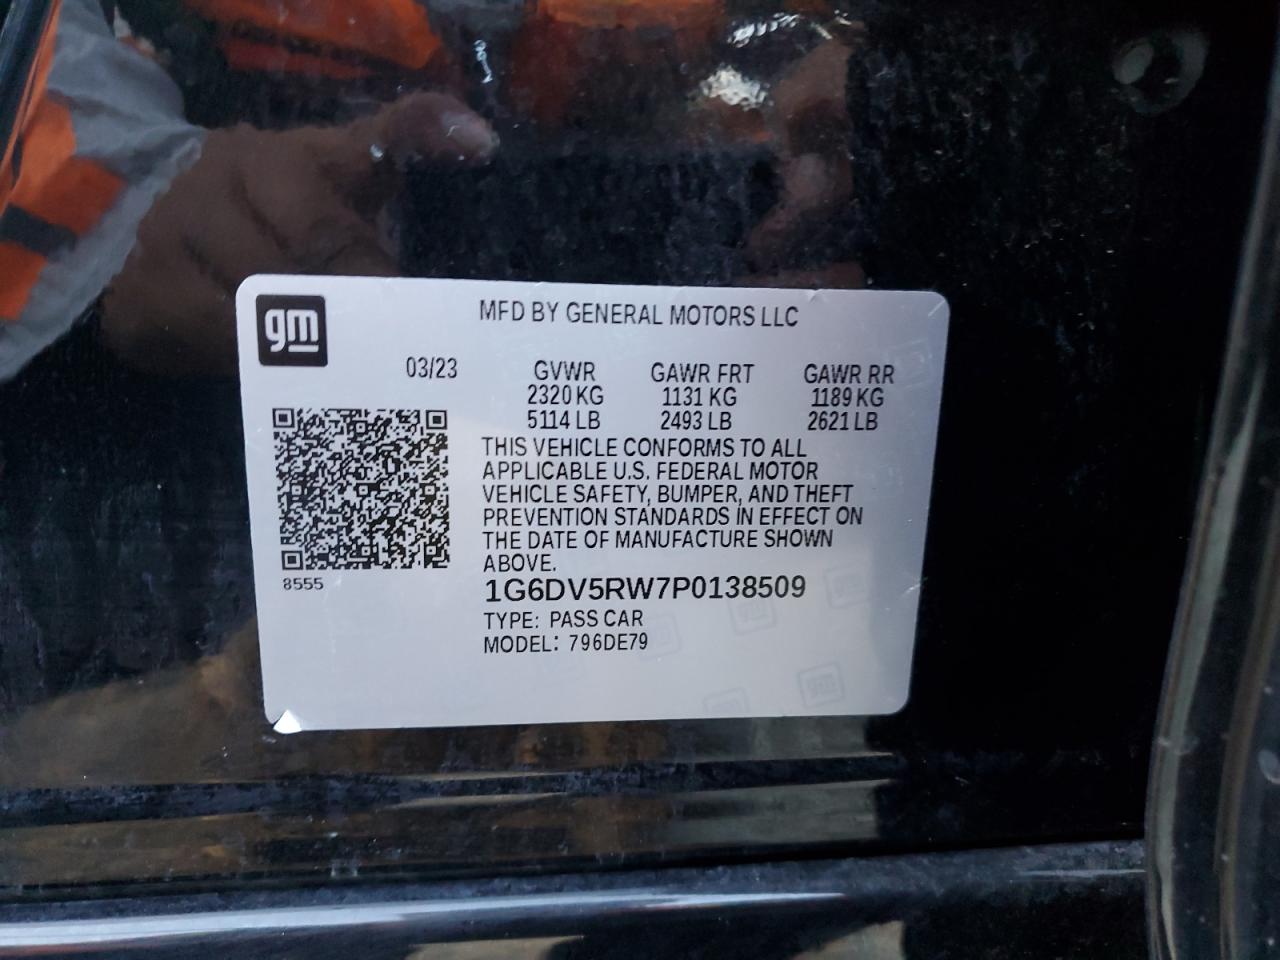 gm
MFD BY GENERAL MOTORS LLC
03/23 GVWR GAWR FRT GAWR RR
2320 KG 1131 KG 1189 KG
5114 LB 2493 LB 2621 LB
THIS VEHICLE CONFORMS TO ALL
APPLICABLE U.S. FEDERAL MOTOR
VEHICLE SAFETY, BUMPER, AND THEFT
PREVENTION STANDARDS IN EFFECT ON
THE DATE OF MANUFACTURE SHOWN
ABOVE.
8555
1G6DV5RW7P0138509
TYPE: PASS CAR
MODEL: 796DE79